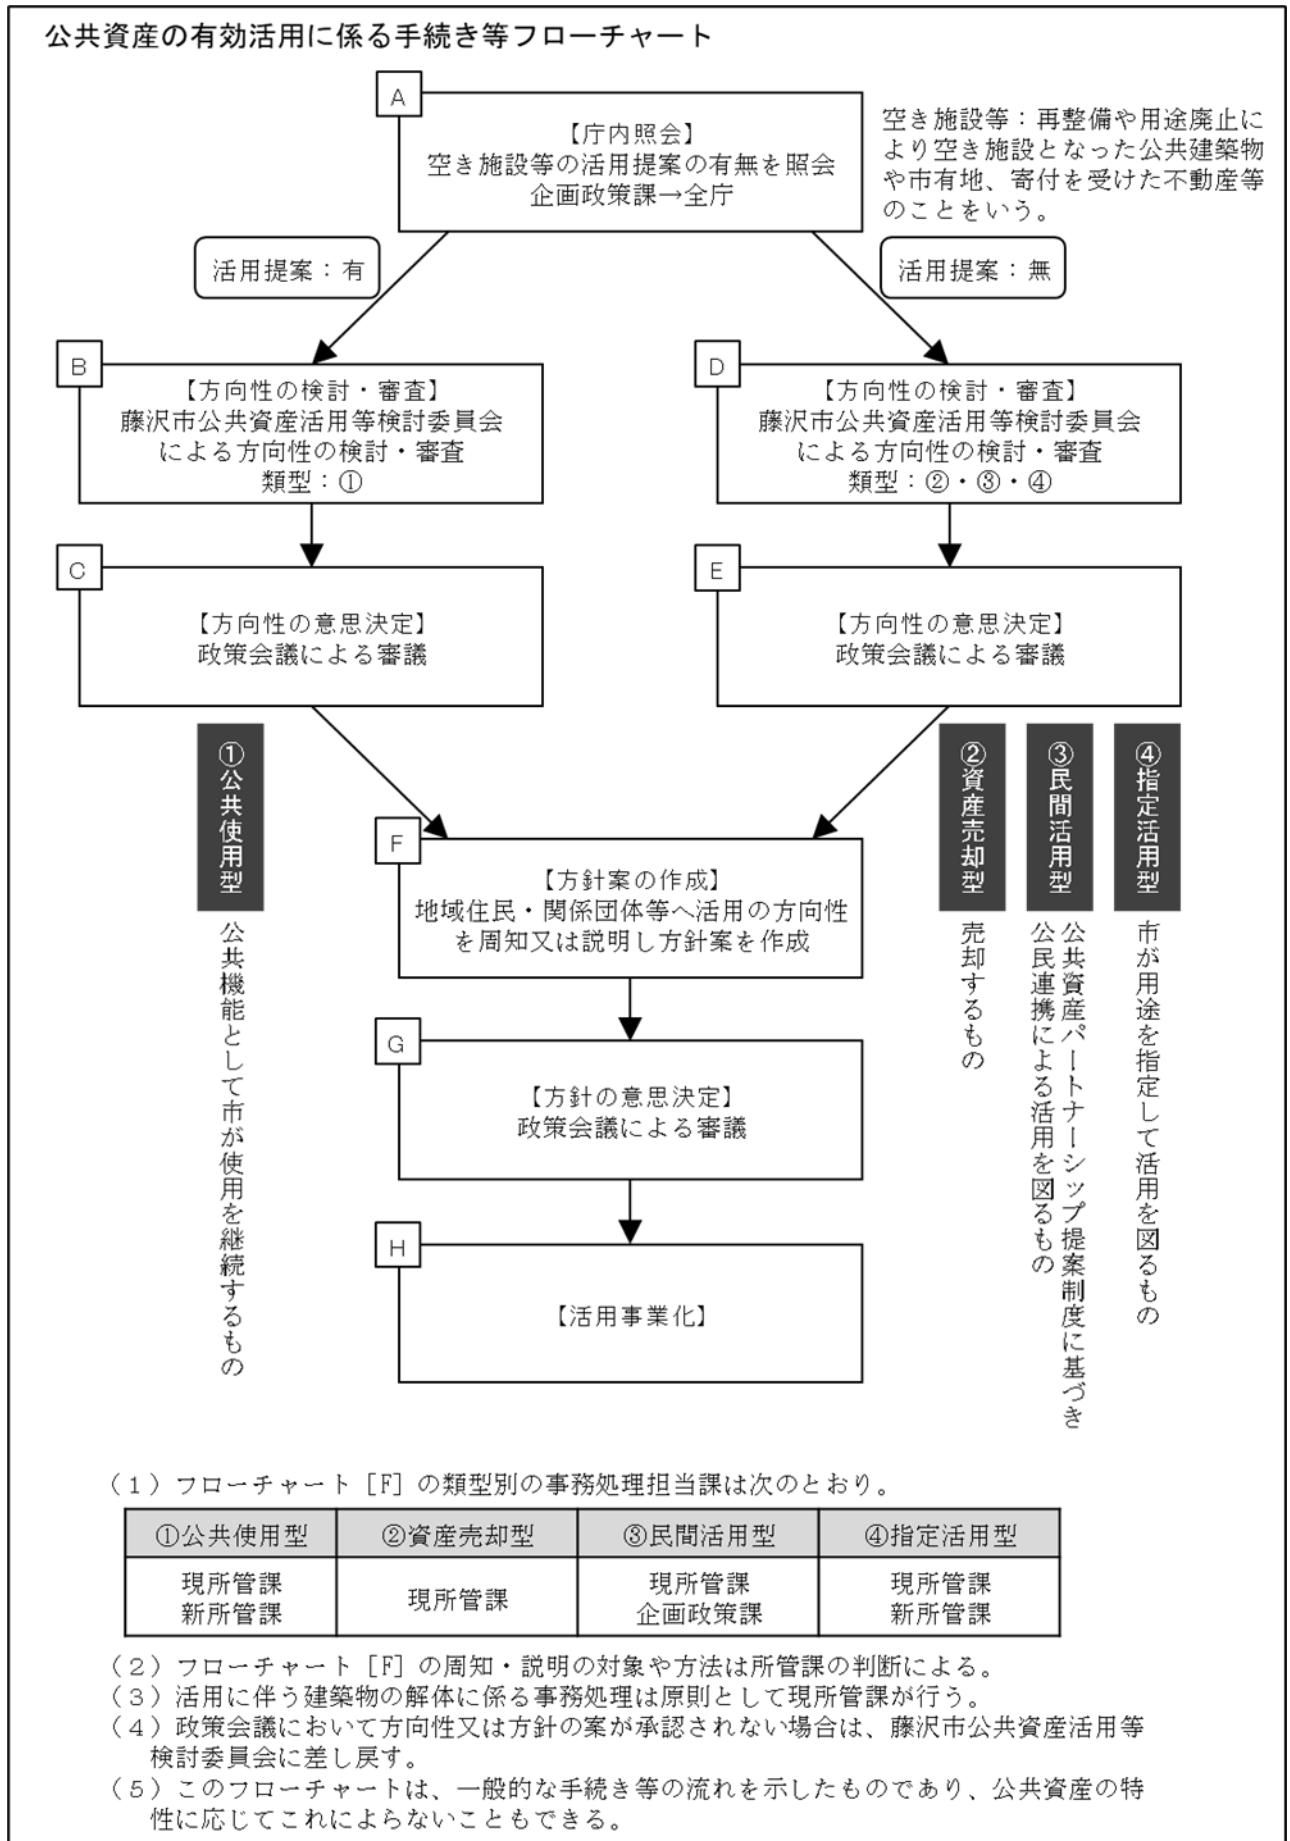 公共資産の有効活用に係る手続き等フローチャート
A
【庁内照会】
空き施設等の活用提案の有無を照会
企画政策課→全庁
空き施設等：再整備や用途廃止に
より空き施設となった公共建築物
や市有地、寄付を受けた不動産等
のことをいう。
活用提案：有
活用提案：無
B
【方向性の検討・審査】
藤沢市公共資産活用等検討委員会
による方向性の検討・審査
類型：①
D
【方向性の検討・審査】
藤沢市公共資産活用等検討委員会
による方向性の検討・審査
類型：②・③・④
C
【方向性の意思決定】
政策会議による審議
E
【方向性の意思決定】
政策会議による審議
①公共使用型
公共機能として市が使用を継続するもの
②資産売却型
売却するもの
③民間活用型
公共資産パートナーシップ提案制度に基づき
公民連携による活用を図るもの
④指定活用型
市が用途を指定して活用を図るもの
F
【方針案の作成】
地域住民・関係団体等へ活用の方向性
を周知又は説明し方針案を作成
G
【方針の意思決定】
政策会議による審議
H
【活用事業化】
（１）フローチャート［F］の類型別の事務処理担当課は次のとおり。
①公共使用型 ②資産売却型 ③民間活用型 ④指定活用型
現所管課 現所管課 現所管課 現所管課
新所管課 企画政策課 新所管課
（２）フローチャート［F］の周知・説明の対象や方法は所管課の判断による。
（３）活用に伴う建築物の解体に係る事務処理は原則として現所管課が行う。
（４）政策会議において方向性又は方針の案が承認されない場合は、藤沢市公共資産活用等
検討委員会に差し戻す。
（５）このフローチャートは、一般的な手続き等の流れを示したものであり、公共資産の特
性に応じてこれによらないこともできる。